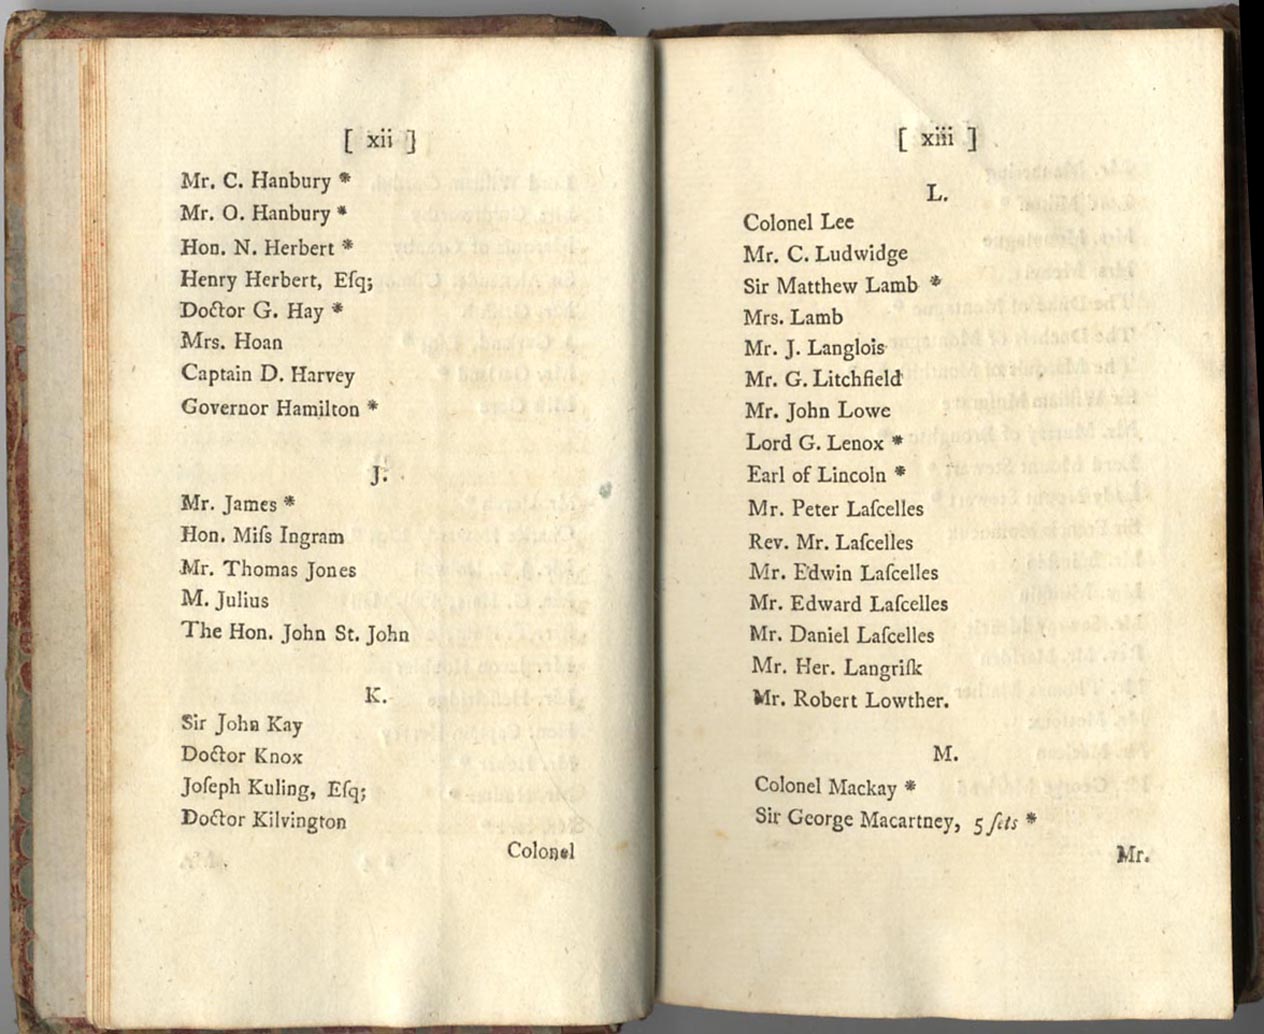 [ xii ]
Mr. C. Hanbury *
Mr. O. Hanbury *
Hon. N. Herbert *
Henry Herbert, Eſq;
Doctor G. Hay *
Mrs. Hoan
Captain D. Harvey
Governor Hamilton *
J.
Mr. James *
Hon. Miſs Ingram
Mr. Thomas Jones
M. Julius
The Hon. John St. John
K.
Sir John Kay
Doctor Knox
Joſeph Kuling, Eſq;
Doctor Kilvington
Colonel
[ xiii ]
L.
Colonel Lee
Mr. C. Ludwidge
Sir Matthew Lamb *
Mrs. Lamb
Mr. J. Langlois
Mr. G. Litchfield
Mr. John Lowe
Lord G. Lenox *
Earl of Lincoln *
Mr. Peter Laſcelles
Rev. Mr. Laſcelles
Mr. Edwin Laſcelles
Mr. Edward Laſcelles
Mr. Daniel Laſcelles
Mr. Her. Langriſk
Mr. Robert Lowther.
M.
Colonel Mackay *
Sir George Macartney, 5 ſets *
Mr.